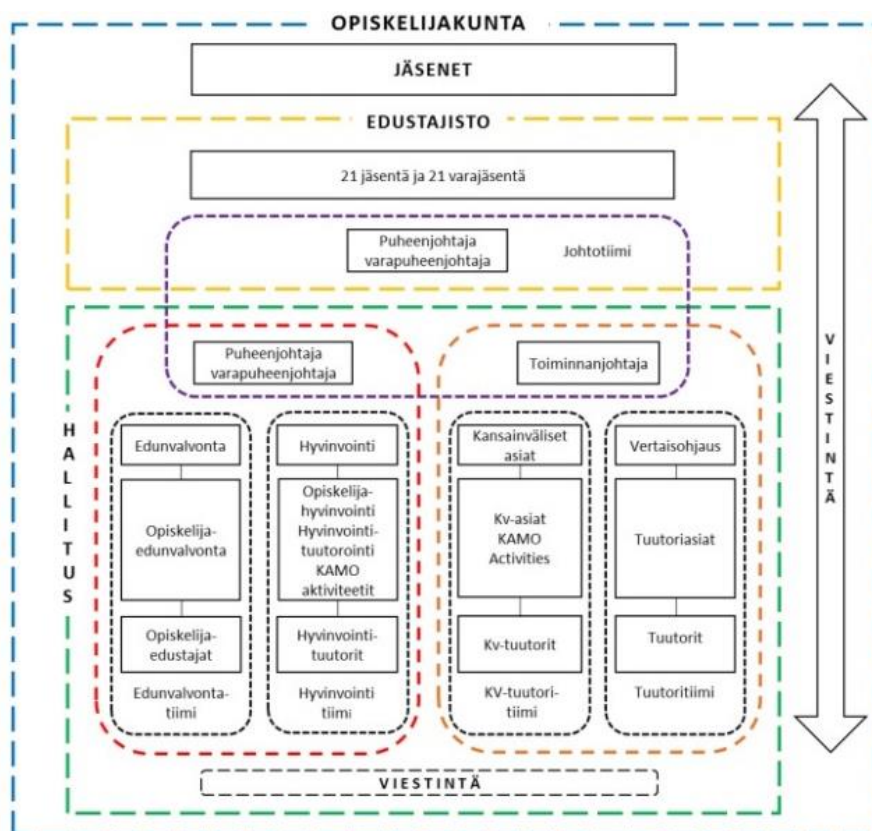 OPISKELIJAKUNTA
JÄSENET
EDUSTAJISTO
21 jäsentä ja 21 varajäsentä
Puheenjohtaja
varapuheenjohtaja
Johtotiimi
HALLITUS
Puheenjohtaja
varapuheenjohtaja
Toiminnanjohtaja
Edunvalvonta
Opiskelija-
edunvalvonta
Opiskelija-
edustajat
Edunvalvonta-
tiimi
Hyvinvointi
Opiskelija-
hyvinvointi
Hyvinvointi-
tuutorointi
KAMO
aktiviteetit
Hyvinvointi-
tuutorit
Hyvinvointi
tiimi
Kansainväliset
asiat
Kv-asiat
KAMO
Activities
Kv-tuutorit
KV-tuutori-
tiimi
Vertaisohjaus
Tuutoriasiat
Tuutorit
Tuutoritiimi
VIESTINTÄ
VIESTINTÄ